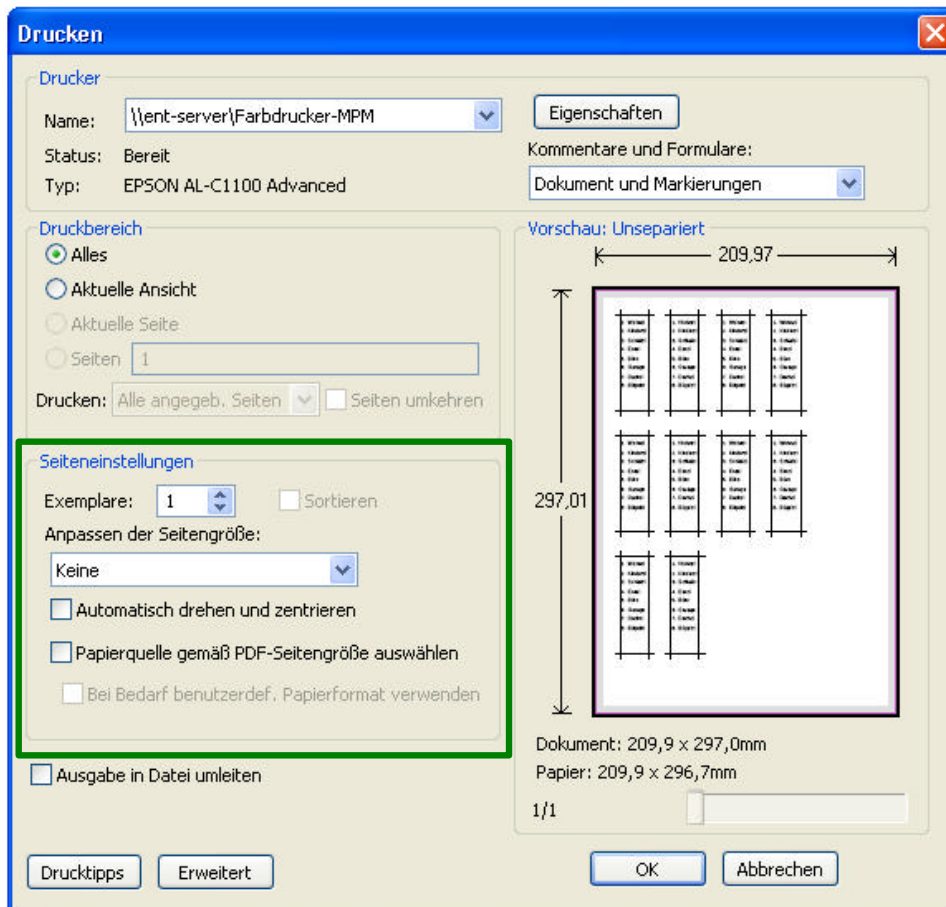 Drucken
Drucker
Name: \\ent-server\Farbdrucker-MPM
Eigenschaften
Status: Bereit
Kommentare und Formulare:
Typ: EPSON AL-C1100 Advanced
Dokument und Markierungen
Druckbereich
Alles
Aktuelle Ansicht
Aktuelle Seite
Seiten 1
Drucken: Alle angegeb. Seiten Seiten umkehren
Seiteneinstellungen
Exemplare: 1 Sortieren
Anpassen der Seitengröße:
Keine
Automatisch drehen und zentrieren
Papierquelle gemäß PDF-Seitengröße auswählen
Bei Bedarf benutzerdef. Papierformat verwenden
Ausgabe in Datei umleiten
Vorschau: Unsepariert
209,97
297,01
Dokument: 209,9 x 297,0mm
Papier: 209,9 x 296,7mm
1/1
Drucktipps
Erweitert
OK
Abbrechen